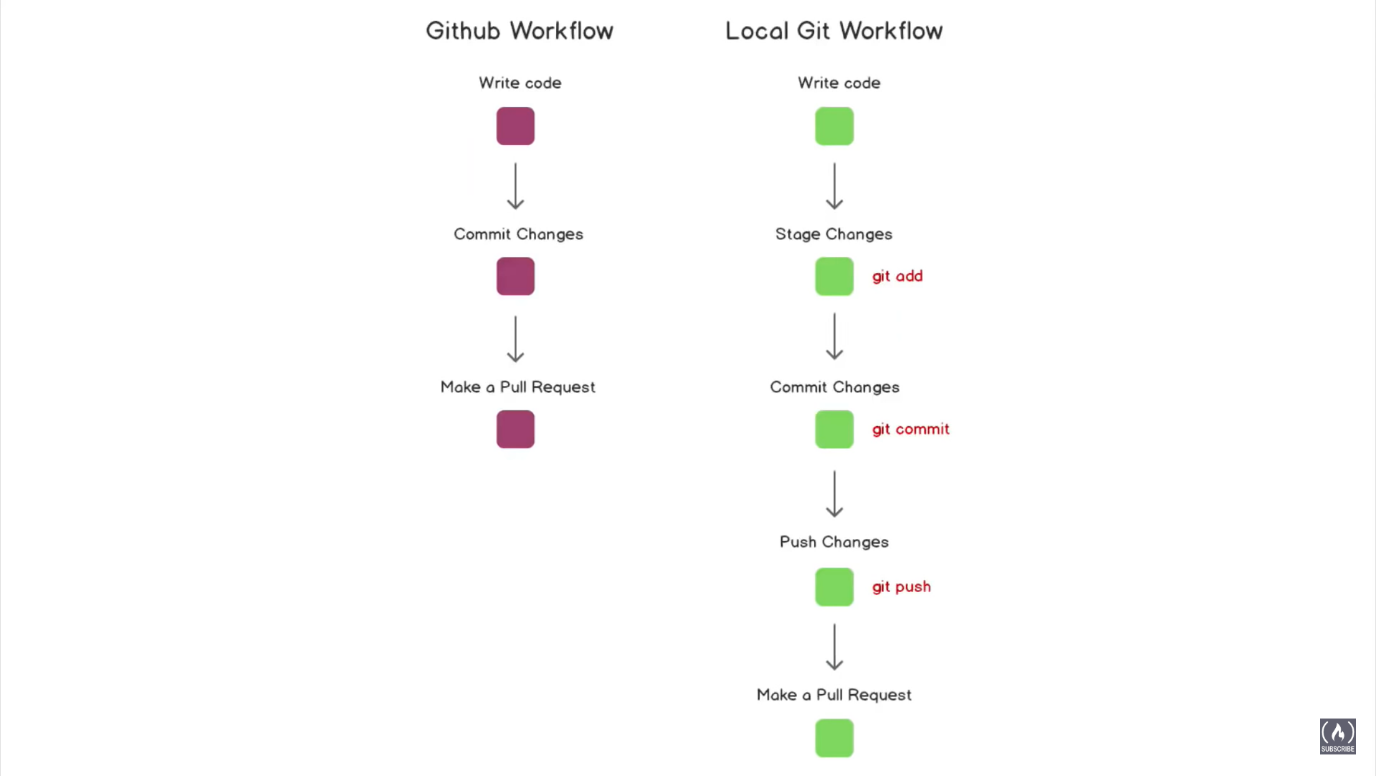 Github Workflow
Write code
Commit Changes
Make a Pull Request
Local Git Workflow
Write code
Stage Changes
git add
Commit Changes
git commit
Push Changes
git push
Make a Pull Request
SUBSCRIBE